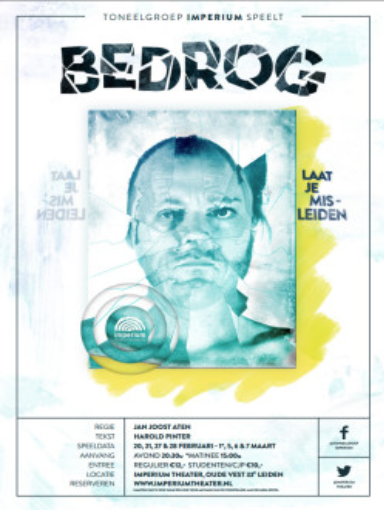 TONEELGROEP IMPERIUM SPEELT
BEDROG
LAAT
JE
MIS-
LEIDEN
LAAT
JE
MIS-
LEIDEN
imperium
REGIE JAN JOOST ATEN
TEKST HAROLD PINTER
SPEELDATA 20, 21, 27 & 28 FEBRUARI - 1*, 5, 6 & 7 MAART
AANVANG AVOND 20.30u *MATINEE 15:00u
ENTREE REGULIER €12,- STUDENTEN/CJP €10,-
LOCATIE IMPERIUM THEATER, OUDE VEST 33E LEIDEN
RESERVEREN WWW.IMPERIUMTHEATER.NL